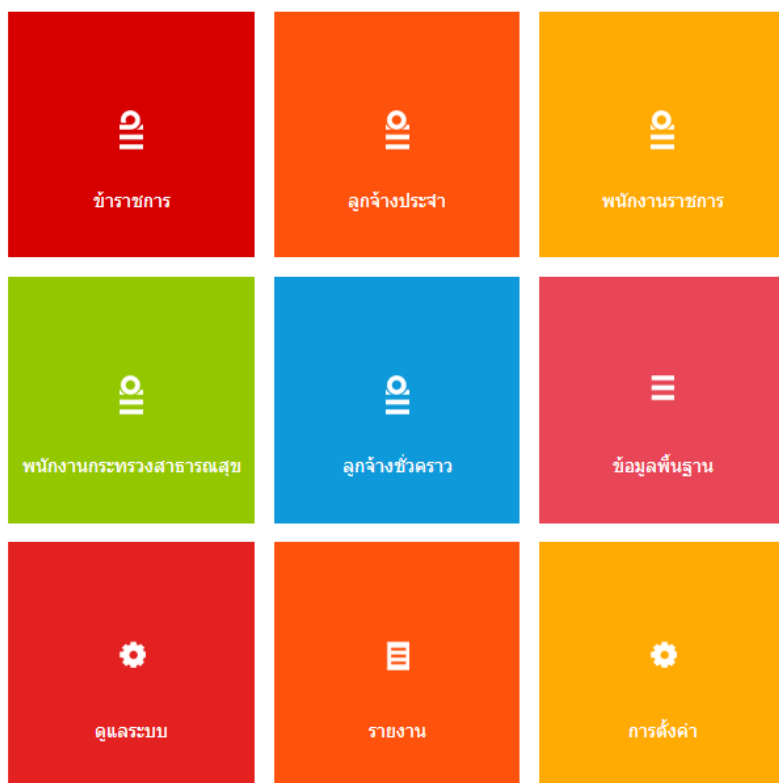 ข้าราชการ
ลูกจ้างประจำ
พนักงานราชการ
พนักงานกระทรวงสาธารณสุข
ลูกจ้างชั่วคราว
ข้อมูลพื้นฐาน
ดูแลระบบ
รายงาน
การตั้งค่า